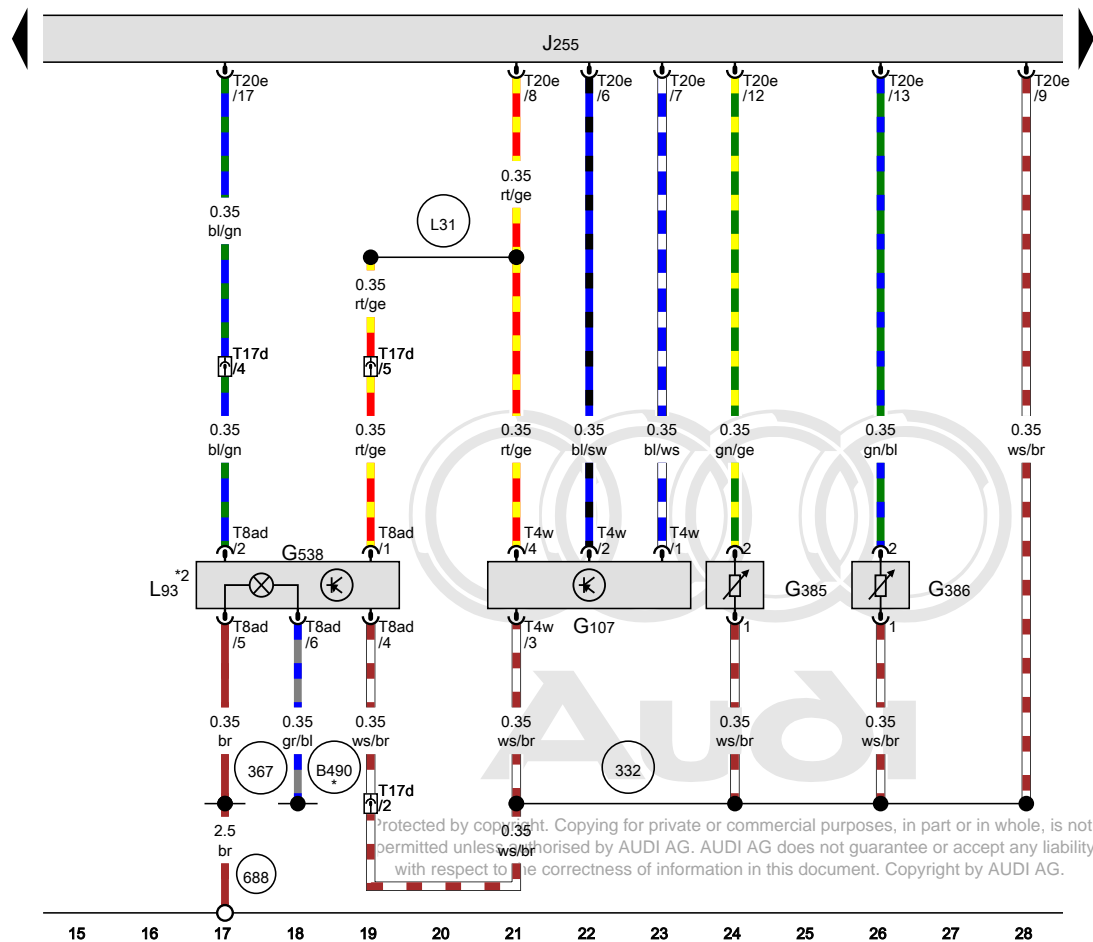 J255
T20e
/17
T20e
/8
T20e
/6
T20e
/7
T20e
/12
T20e
/13
T20e
/9
0.35
rt/ge
0.35
bl/gn
L31
0.35
rt/ge
T17d
/4
T17d
/5
0.35
bl/gn
0.35
rt/ge
0.35
rt/ge
0.35
bl/sw
0.35
bl/ws
0.35
gn/ge
0.35
gn/bl
0.35
ws/br
T8ad
/2
G538
T8ad
/1
T4w
/4
T4w
/2
T4w
/1
2
2
L93 *2
G385
G386
T8ad
/5
T8ad
/6
T8ad
/4
T4w
/3
G107
1
1
Audi
0.35
br
0.35
gr/bl
0.35
ws/br
0.35
ws/br
0.35
ws/br
0.35
ws/br
367
B490
*
332
T17d
/2
2.5
br
0.35
ws/br
Protected by copyright. Copying for private or commercial purposes, in part or in whole, is not
permitted unless authorised by AUDI AG. AUDI AG does not guarantee or accept any liability
with respect to the correctness of information in this document. Copyright by AUDI AG.
688
15 16 17 18 19 20 21 22 23 24 25 26 27 28